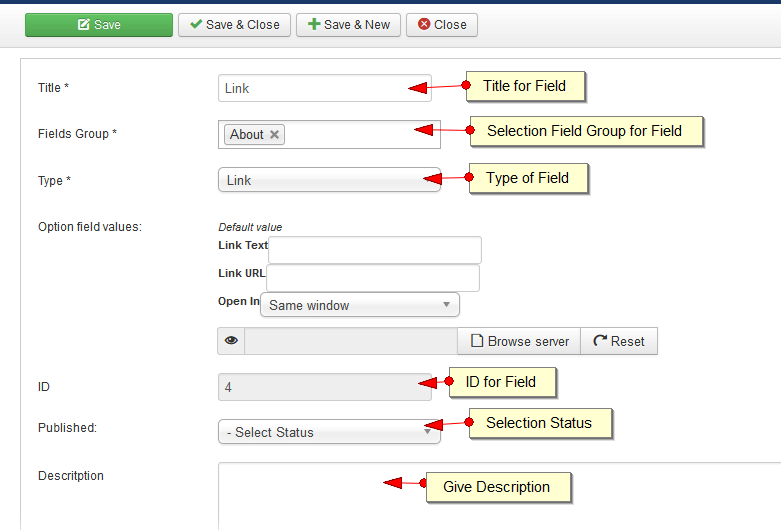 Save Save & Close Save & New Close
Title * Link Title for Field
Fields Group * About Selection Field Group for Field
Type * Link Type of Field
Option field values: Default value
Link Text
Link URL
Open In Same window
Browse server Reset
ID 4 ID for Field
Published: - Select Status Selection Status
Descritption Give Description